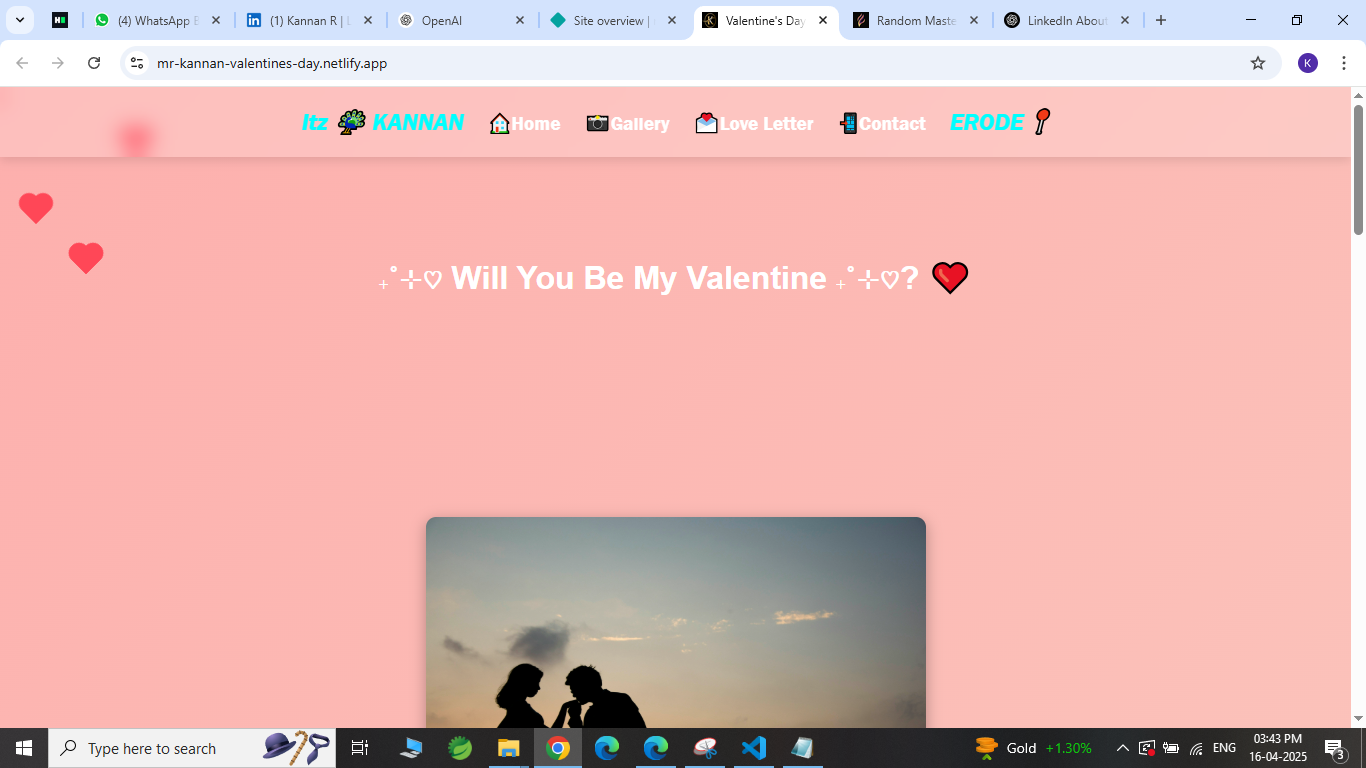 (4) WhatsApp B
(1) Kannan R | L
OpenAI
Site overview |
Valentine's Day
Random Maste
LinkedIn About
mr-kannan-valentines-day.netlify.app
K
Itz 🦚 KANNAN 🏠Home 📷Gallery 💌Love Letter 📲Contact ERODE 📍
₊˚⊹♡ Will You Be My Valentine ₊˚⊹♡? ❤️
Type here to search
Gold +1.30%
ENG
03:43 PM
16-04-2025
3